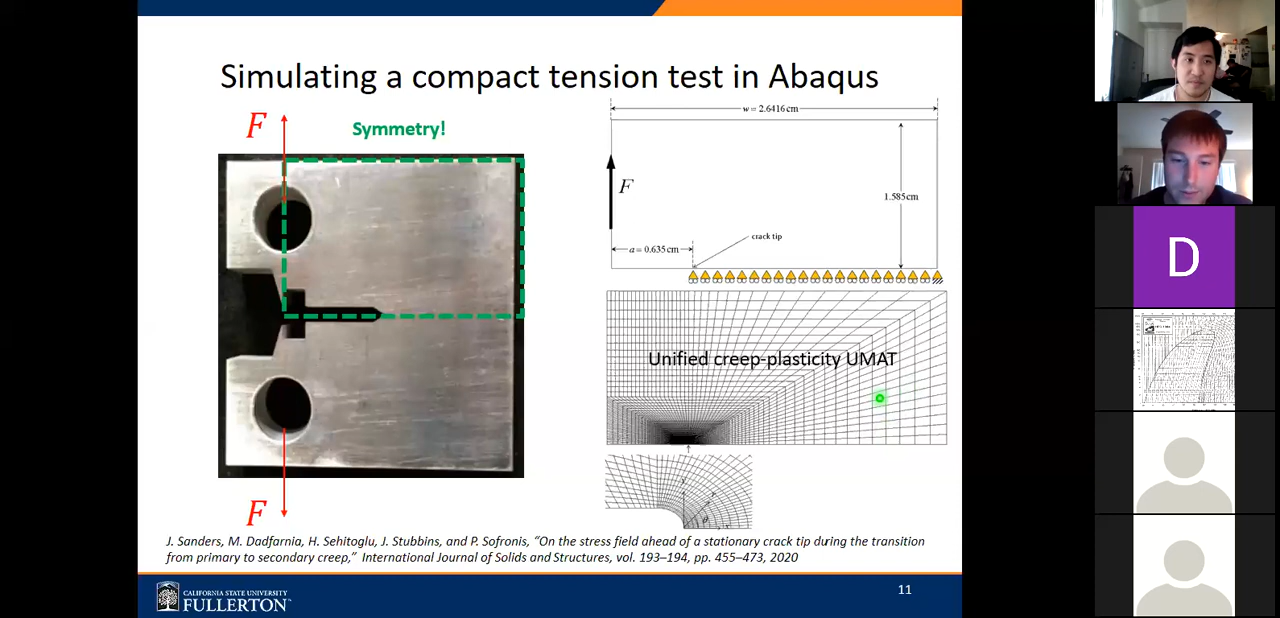 Simulating a compact tension test in Abaqus
F
Symmetry!
w = 2.6416 cm
F
1.585cm
a = 0.635 cm
crack tip
Unified creep-plasticity UMAT
F
J. Sanders, M. Dadfarnia, H. Sehitoglu, J. Stubbins, and P. Sofronis, “On the stress field ahead of a stationary crack tip during the transition
from primary to secondary creep,” International Journal of Solids and Structures, vol. 193–194, pp. 455–473, 2020
CALIFORNIA STATE UNIVERSITY
FULLERTON™
11
D